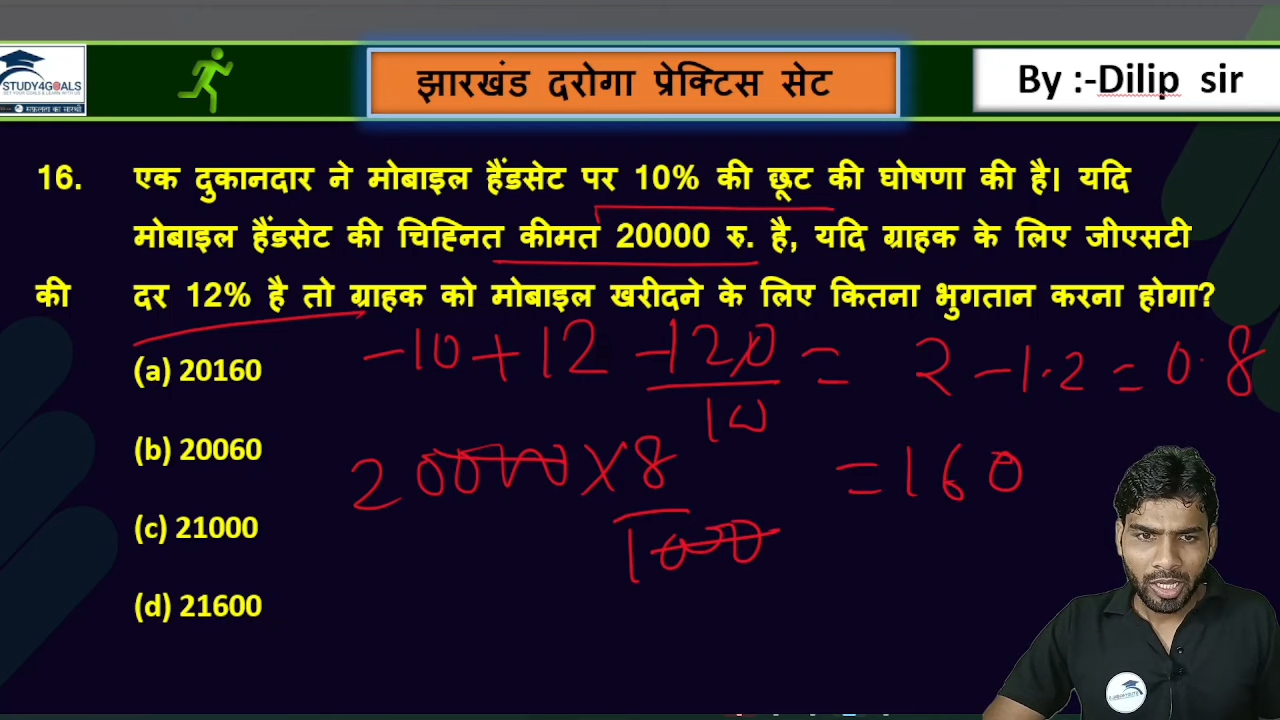 STUDY4GOALS
सफलता का सारथी
झारखंड दरोगा प्रेक्टिस सेट
By :-Dilip sir
16. एक दुकानदार ने मोबाइल हैंडसेट पर 10% की छूट की घोषणा की है। यदि
मोबाइल हैंडसेट की चिह्नित कीमत 20000 रु. है, यदि ग्राहक के लिए जीएसटी
की दर 12% है तो ग्राहक को मोबाइल खरीदने के लिए कितना भुगतान करना होगा?
(a) 20160
(b) 20060
(c) 21000
(d) 21600
-10+12 -120/10 = 2-1.2=0.8
20000×8/1000 =160